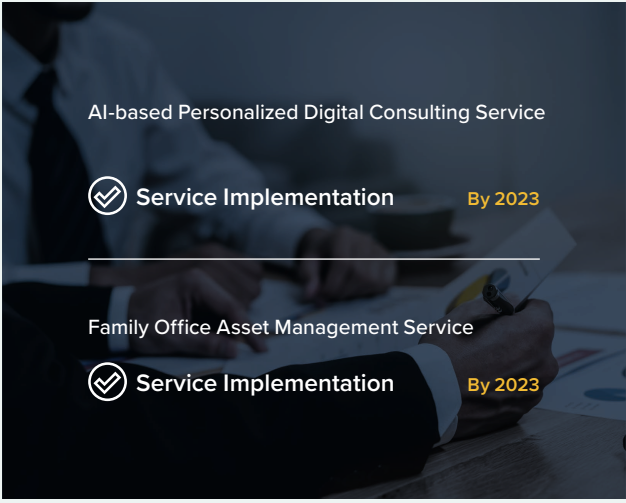 AI-based Personalized Digital Consulting Service
Service Implementation By 2023
Family Office Asset Management Service
Service Implementation By 2023